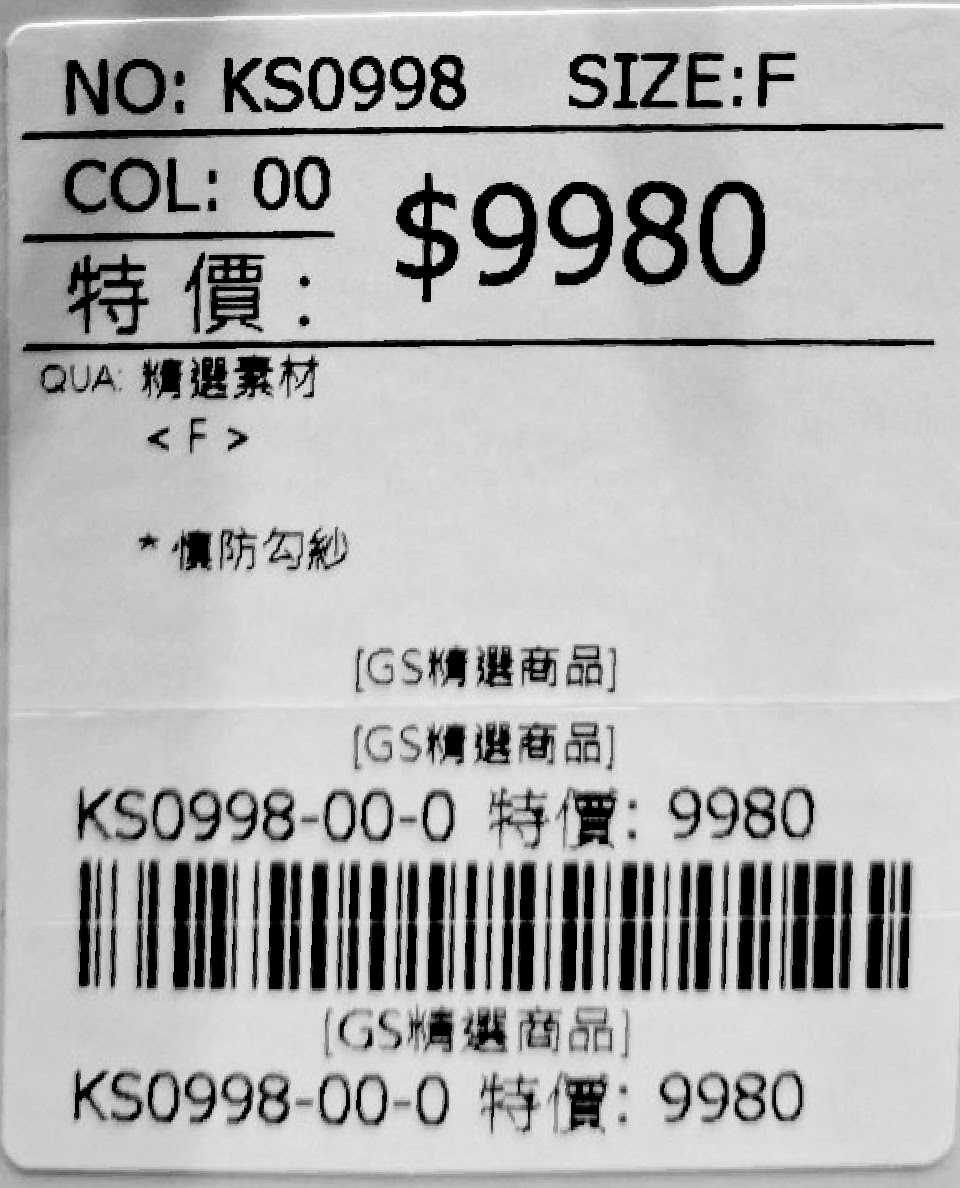 NO: KS0998 SIZE:F
COL: 00
$9980
特價:
QUA: 精選素材
< F >
* 慎防勾紗
[GS精選商品]
[GS精選商品]
KS0998-00-0 特價: 9980
[GS精選商品]
KS0998-00-0 特價: 9980